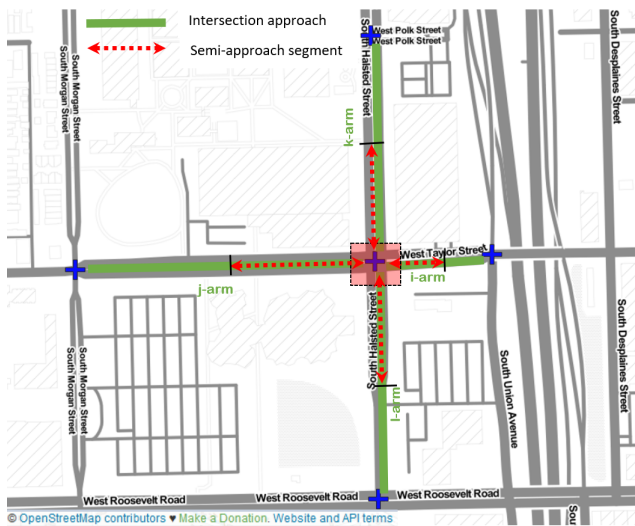 Intersection approach
Semi-approach segment
West Polk Street
West Polk Street
South Morgan Street
South Morgan Street
South Halsted Street
South Desplaines Street
k-arm
West Taylor Street
i-arm
j-arm
South Halsted Street
l-arm
South Morgan Street
South Morgan Street
South Union Avenue
South Desplaines Street
West Roosevelt Road
West Roosevelt Road
West Roosevelt Road
© OpenStreetMap contributors ♥ Make a Donation. Website and API terms